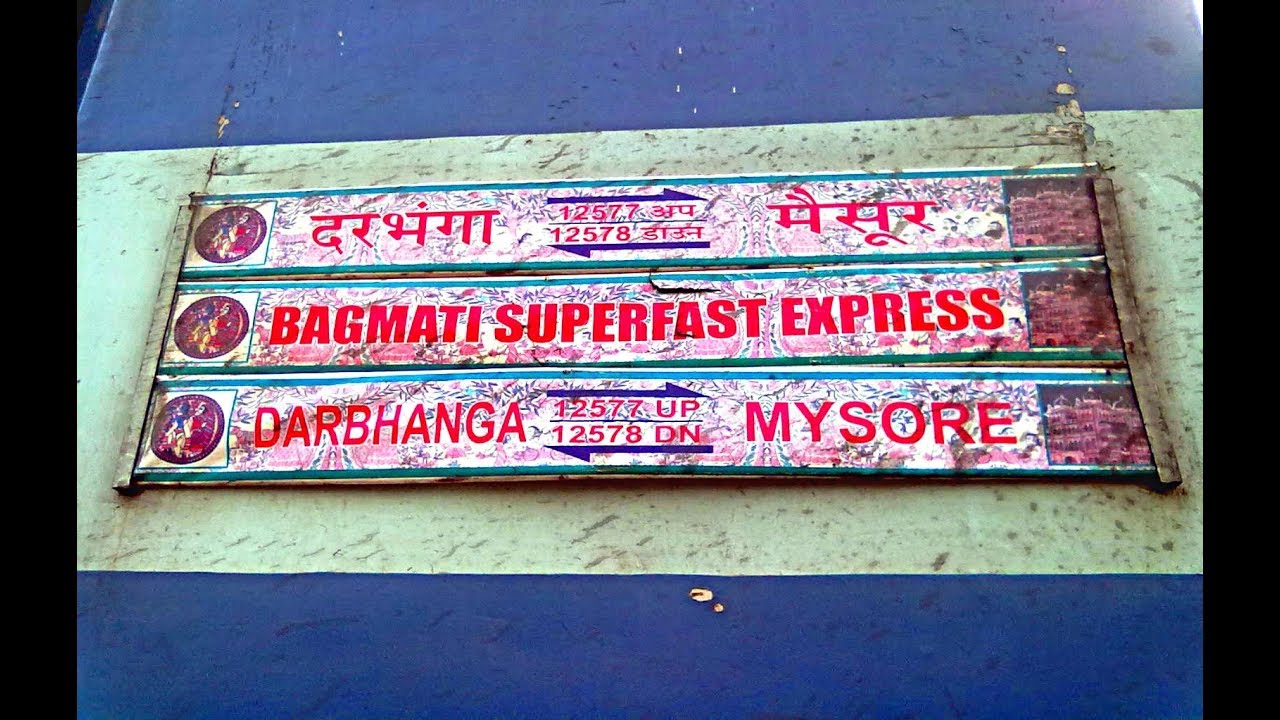 दरभंगा 12577 अप मैसूर
12578 डाउन
BAGMATI SUPERFAST EXPRESS
DARBHANGA 12577 UP MYSORE
12578 DN